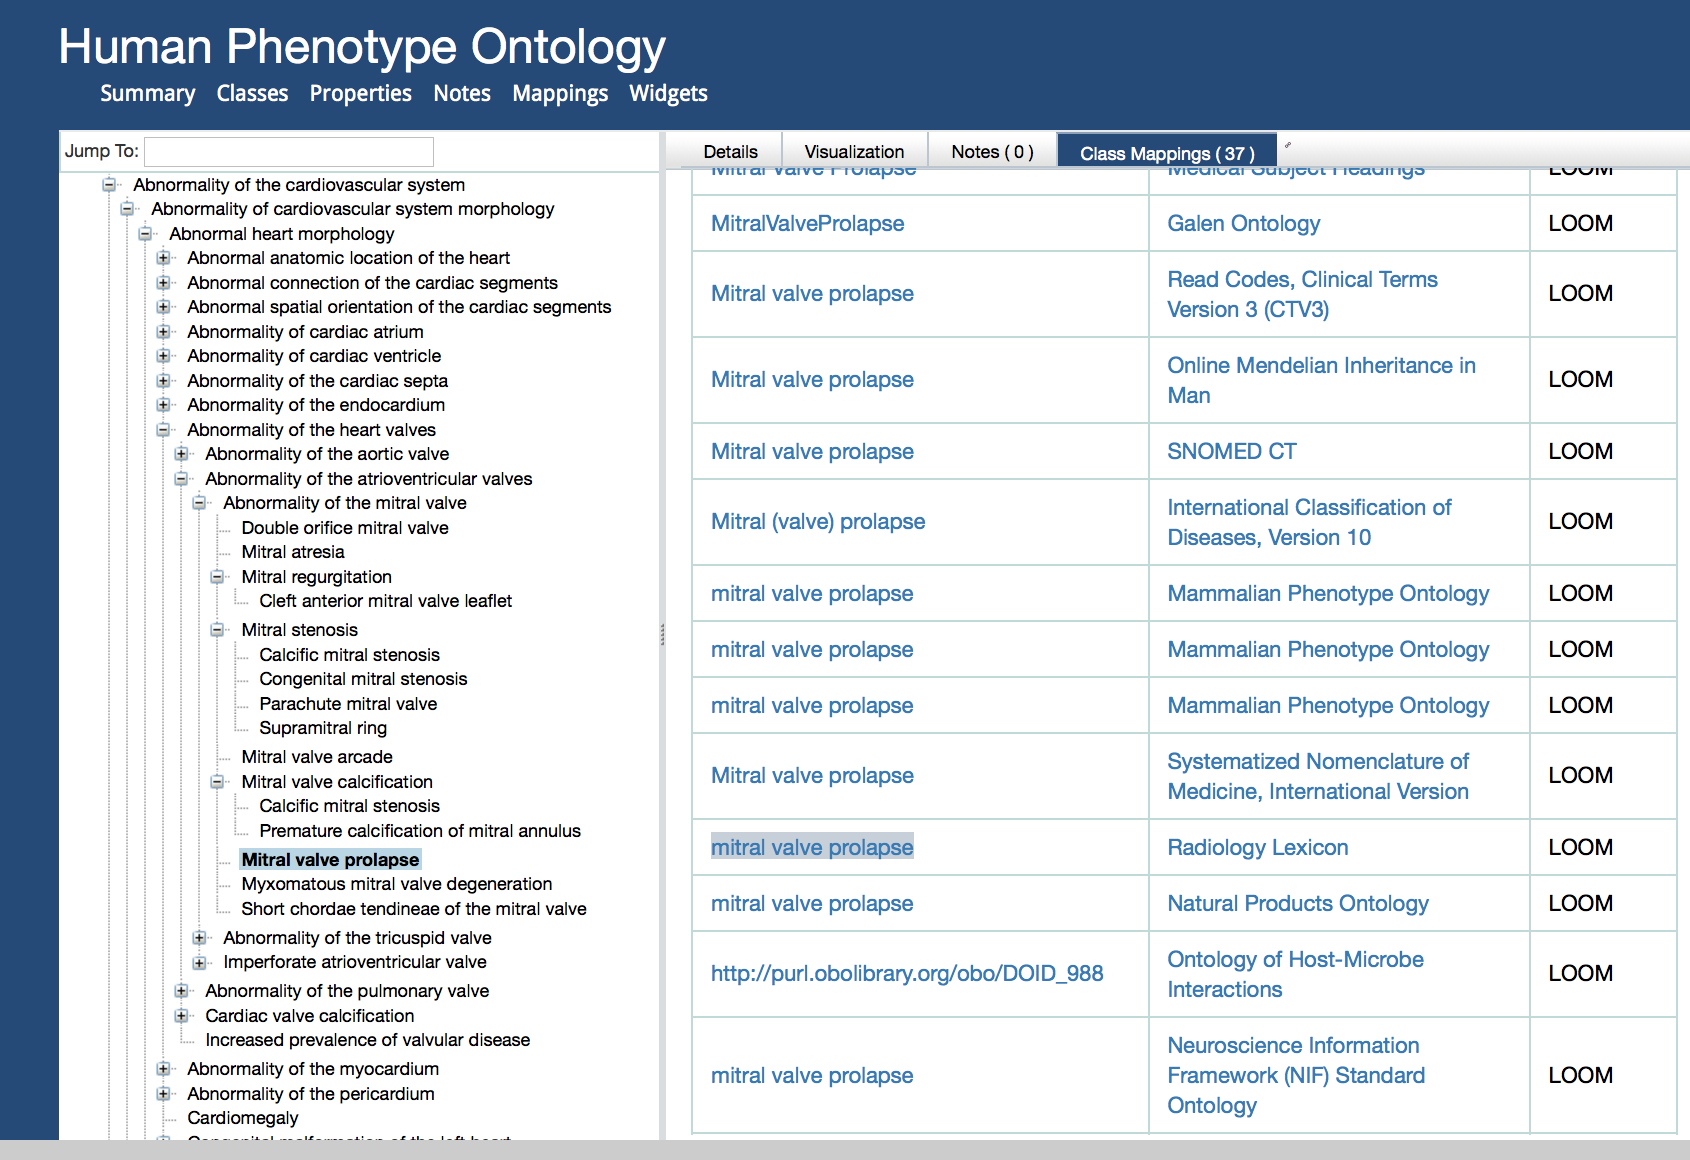 Human Phenotype Ontology
Summary Classes Properties Notes Mappings Widgets
Jump To:
Abnormality of the cardiovascular system
Abnormality of cardiovascular system morphology
Abnormal heart morphology
Abnormal anatomic location of the heart
Abnormal connection of the cardiac segments
Abnormal spatial orientation of the cardiac segments
Abnormality of cardiac atrium
Abnormality of cardiac ventricle
Abnormality of the cardiac septa
Abnormality of the endocardium
Abnormality of the heart valves
Abnormality of the aortic valve
Abnormality of the atrioventricular valves
Abnormality of the mitral valve
Double orifice mitral valve
Mitral atresia
Mitral regurgitation
Cleft anterior mitral valve leaflet
Mitral stenosis
Calcific mitral stenosis
Congenital mitral stenosis
Parachute mitral valve
Supramitral ring
Mitral valve arcade
Mitral valve calcification
Calcific mitral stenosis
Premature calcification of mitral annulus
Mitral valve prolapse
Myxomatous mitral valve degeneration
Short chordae tendineae of the mitral valve
Abnormality of the tricuspid valve
Imperforate atrioventricular valve
Abnormality of the pulmonary valve
Cardiac valve calcification
Increased prevalence of valvular disease
Abnormality of the myocardium
Abnormality of the pericardium
Cardiomegaly
Congenital malformation of the left heart
Details Visualization Notes ( 0 ) Class Mappings ( 37 )
Mitral Valve Prolapse Medical Subject Headings LOOM
MitralValveProlapse Galen Ontology LOOM
Mitral valve prolapse Read Codes, Clinical Terms LOOM
Version 3 (CTV3)
Mitral valve prolapse Online Mendelian Inheritance in LOOM
Man
Mitral valve prolapse SNOMED CT LOOM
Mitral (valve) prolapse International Classification of LOOM
Diseases, Version 10
mitral valve prolapse Mammalian Phenotype Ontology LOOM
mitral valve prolapse Mammalian Phenotype Ontology LOOM
mitral valve prolapse Mammalian Phenotype Ontology LOOM
Mitral valve prolapse Systematized Nomenclature of LOOM
Medicine, International Version
mitral valve prolapse Radiology Lexicon LOOM
mitral valve prolapse Natural Products Ontology LOOM
http://purl.obolibrary.org/obo/DOID_988 Ontology of Host-Microbe LOOM
Interactions
mitral valve prolapse Neuroscience Information LOOM
Framework (NIF) Standard
Ontology